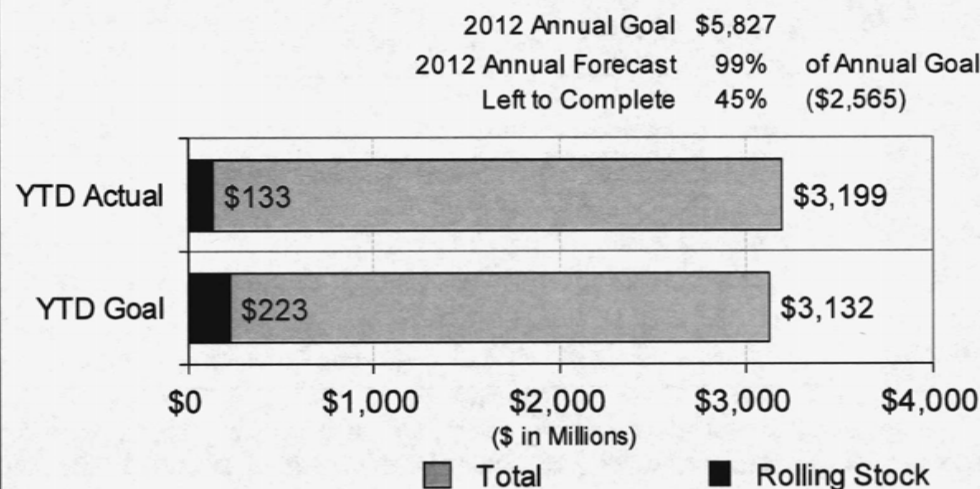 2012 Annual Goal $5,827
2012 Annual Forecast 99% of Annual Goal
Left to Complete 45% ($2,565)
YTD Actual $133 $3,199
YTD Goal $223 $3,132
$0 $1,000 $2,000 $3,000 $4,000
($ in Millions)
Total Rolling Stock